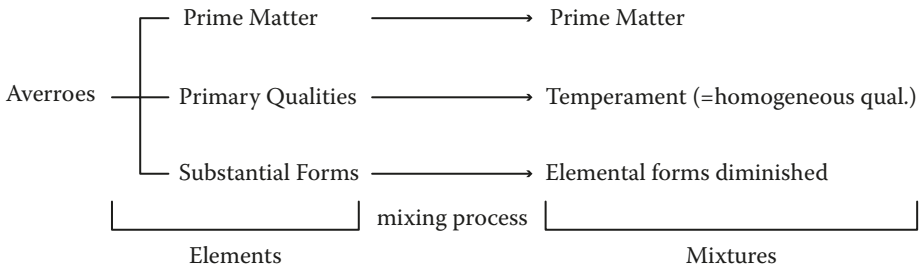 Prime Matter Prime Matter
Averroes Primary Qualities Temperament (=homogeneous qual.)
Substantial Forms Elemental forms diminished
mixing process
Elements Mixtures